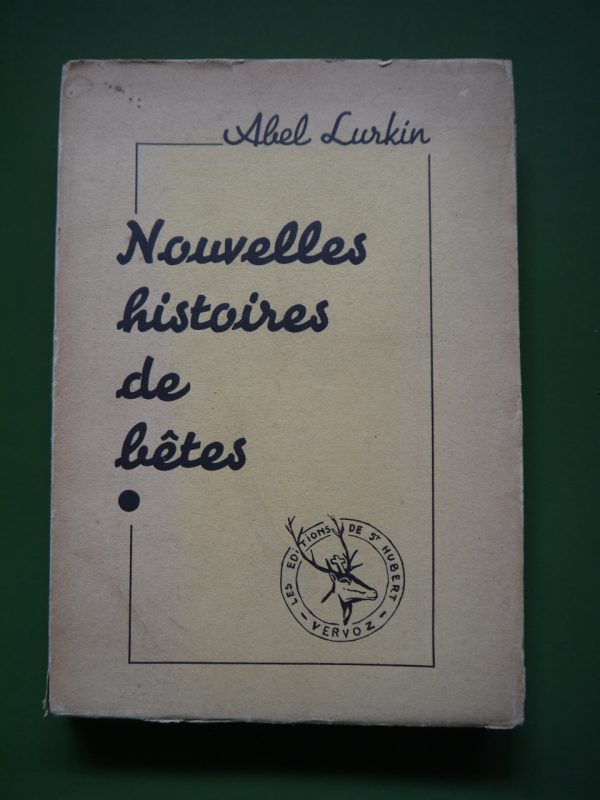 Abel Lurkin
Nouvelles
histoires
de
bêtes
LES EDITIONS DE ST HUBERT
VERVOZ